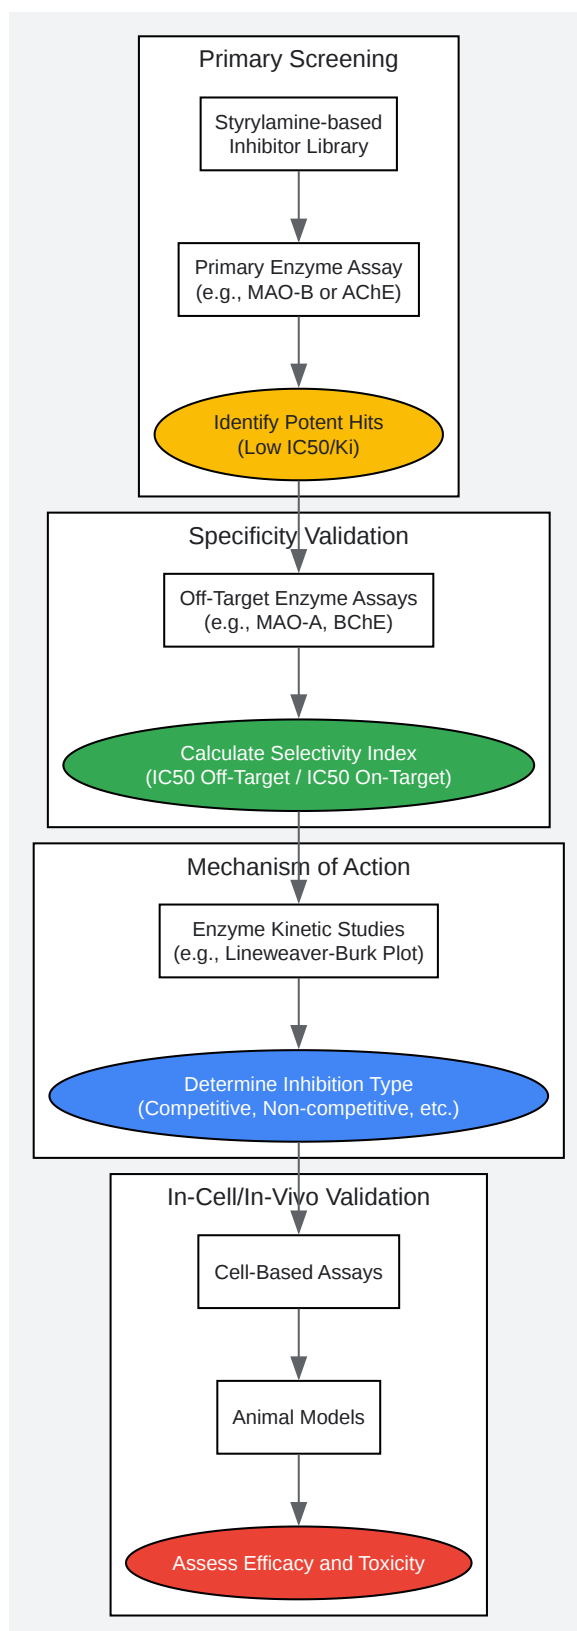 Primary Screening
Styrylamine-based
Inhibitor Library
Primary Enzyme Assay
(e.g., MAO-B or AChE)
Identify Potent Hits
(Low IC50/Ki)
Specificity Validation
Off-Target Enzyme Assays
(e.g., MAO-A, BChE)
Calculate Selectivity Index
(IC50 Off-Target / IC50 On-Target)
Mechanism of Action
Enzyme Kinetic Studies
(e.g., Lineweaver-Burk Plot)
Determine Inhibition Type
(Competitive, Non-competitive, etc.)
In-Cell/In-Vivo Validation
Cell-Based Assays
Animal Models
Assess Efficacy and Toxicity